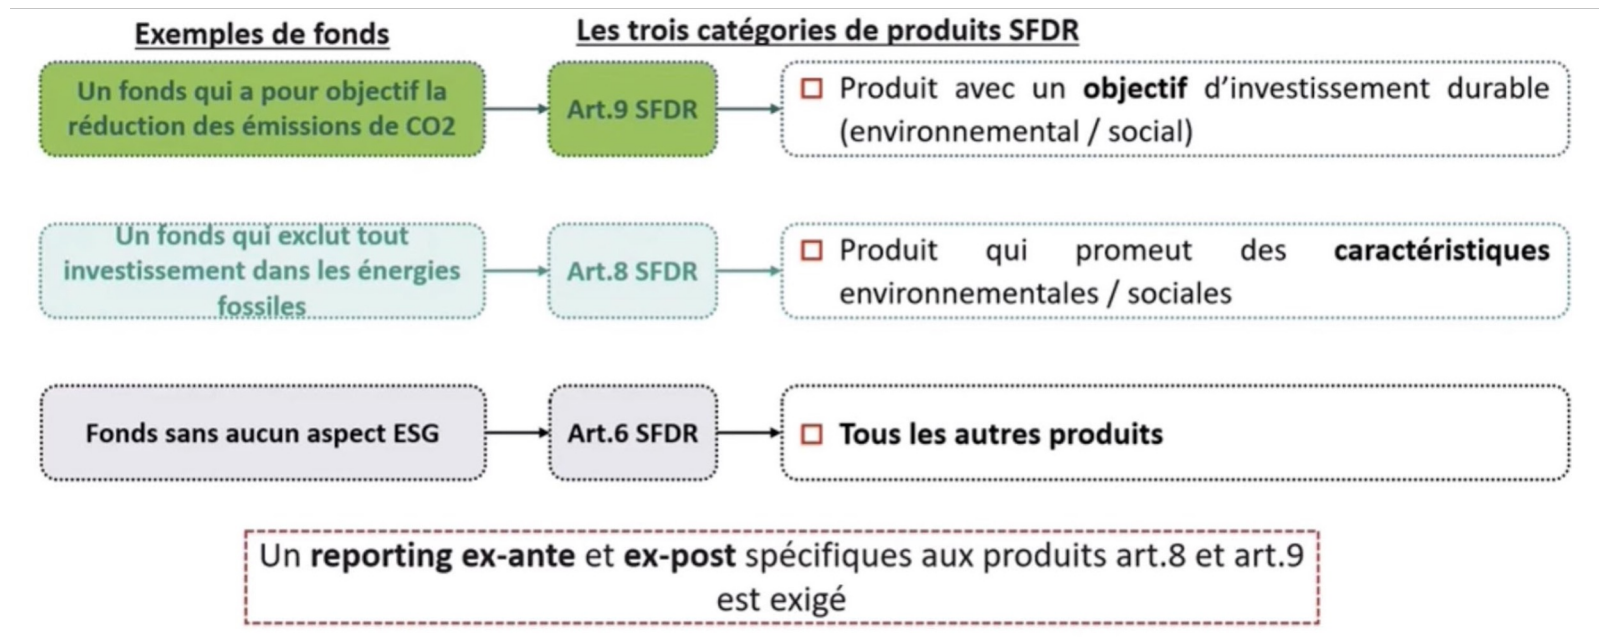 Exemples de fonds
Les trois catégories de produits SFDR
Un fonds qui a pour objectif la
réduction des émissions de CO2
Art.9 SFDR
Produit avec un objectif d’investissement durable
(environnemental / social)
Un fonds qui exclut tout
investissement dans les énergies
fossiles
Art.8 SFDR
Produit qui promeut des caractéristiques
environnementales / sociales
Fonds sans aucun aspect ESG
Art.6 SFDR
Tous les autres produits
Un reporting ex-ante et ex-post spécifiques aux produits art.8 et art.9
est exigé